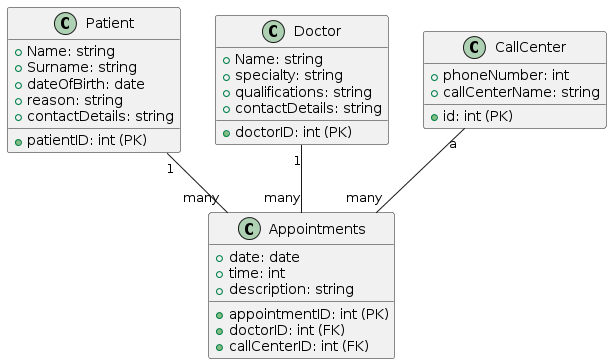 C Patient
Name: string
Surname: string
dateOfBirth: date
reason: string
contactDetails: string
patientID: int (PK)
C Doctor
Name: string
specialty: string
qualifications: string
contactDetails: string
doctorID: int (PK)
C CallCenter
phoneNumber: int
callCenterName: string
id: int (PK)
1
1
a
many
many
many
C Appointments
date: date
time: int
description: string
appointmentID: int (PK)
doctorID: int (FK)
callCenterID: int (FK)